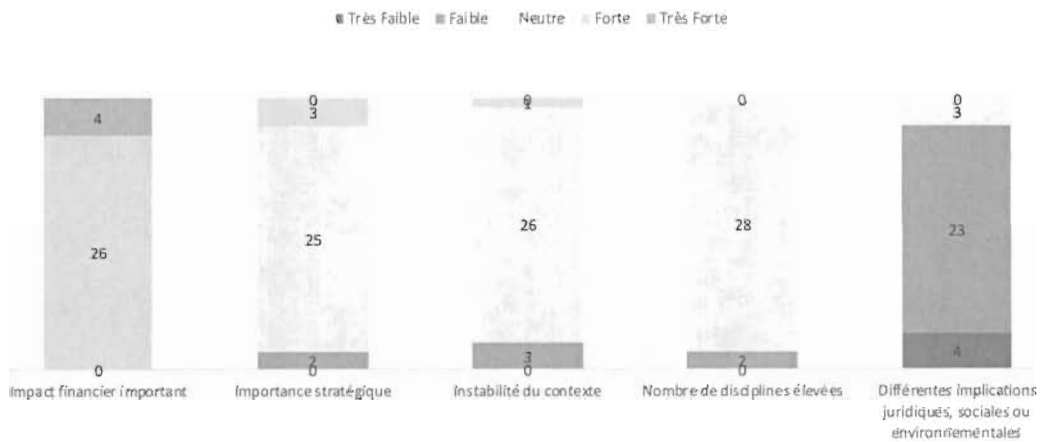 Très Faible Faible Neutre Forte Très Forte
4 0 0 0 0
3 1 3
26 25 26 28 23
2 3 2 4
0 0 0 0
Impact financier important Importance stratégique Instabilité du contexte Nombre de disciplines élevées Différentes implications
juridiqués, sociales ou
environnementales